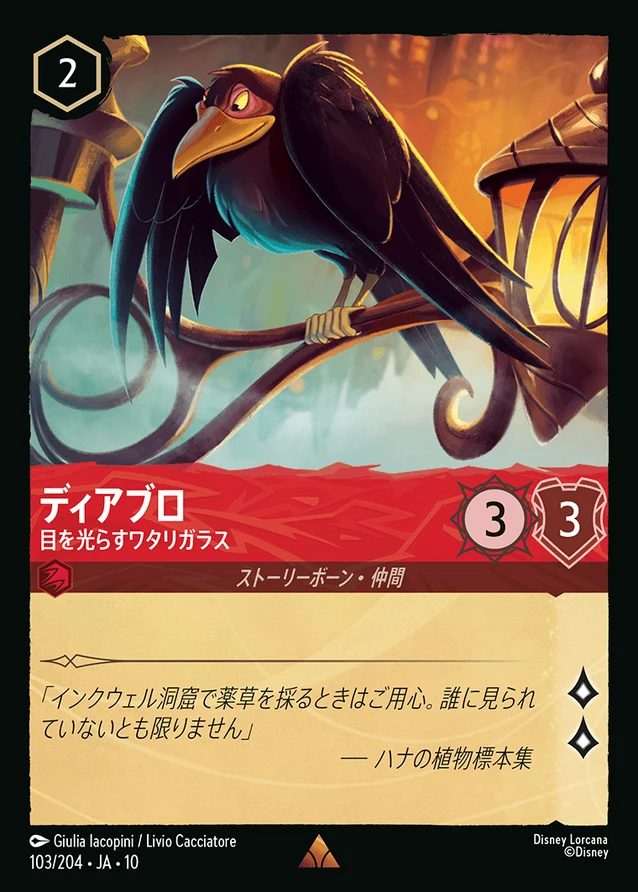 2
ディアブロ
目を光らすワタリガラス
3
3
ストーリーボーン・仲間
「インクウェル洞窟で薬草を採るときはご用心。誰に見られ
ていないとも限りません」
— ハナの植物標本集
Giulia Iacopini / Livio Cacciatore
103/204 • JA • 10
Disney Lorcana
©Disney